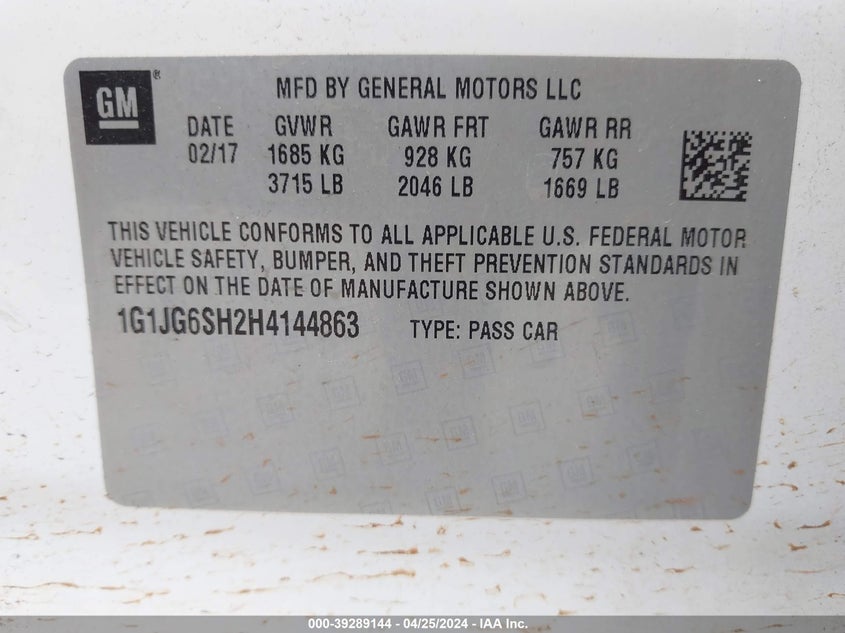 GM ®
MFD BY GENERAL MOTORS LLC
DATE GVWR GAWR FRT GAWR RR
02/17 1685 KG 928 KG 757 KG
3715 LB 2046 LB 1669 LB
THIS VEHICLE CONFORMS TO ALL APPLICABLE U.S. FEDERAL MOTOR
VEHICLE SAFETY, BUMPER, AND THEFT PREVENTION STANDARDS IN
EFFECT ON THE DATE OF MANUFACTURE SHOWN ABOVE.
1G1JG6SH2H4144863 TYPE: PASS CAR
000-39289144 - 04/25/2024 - IAA Inc.